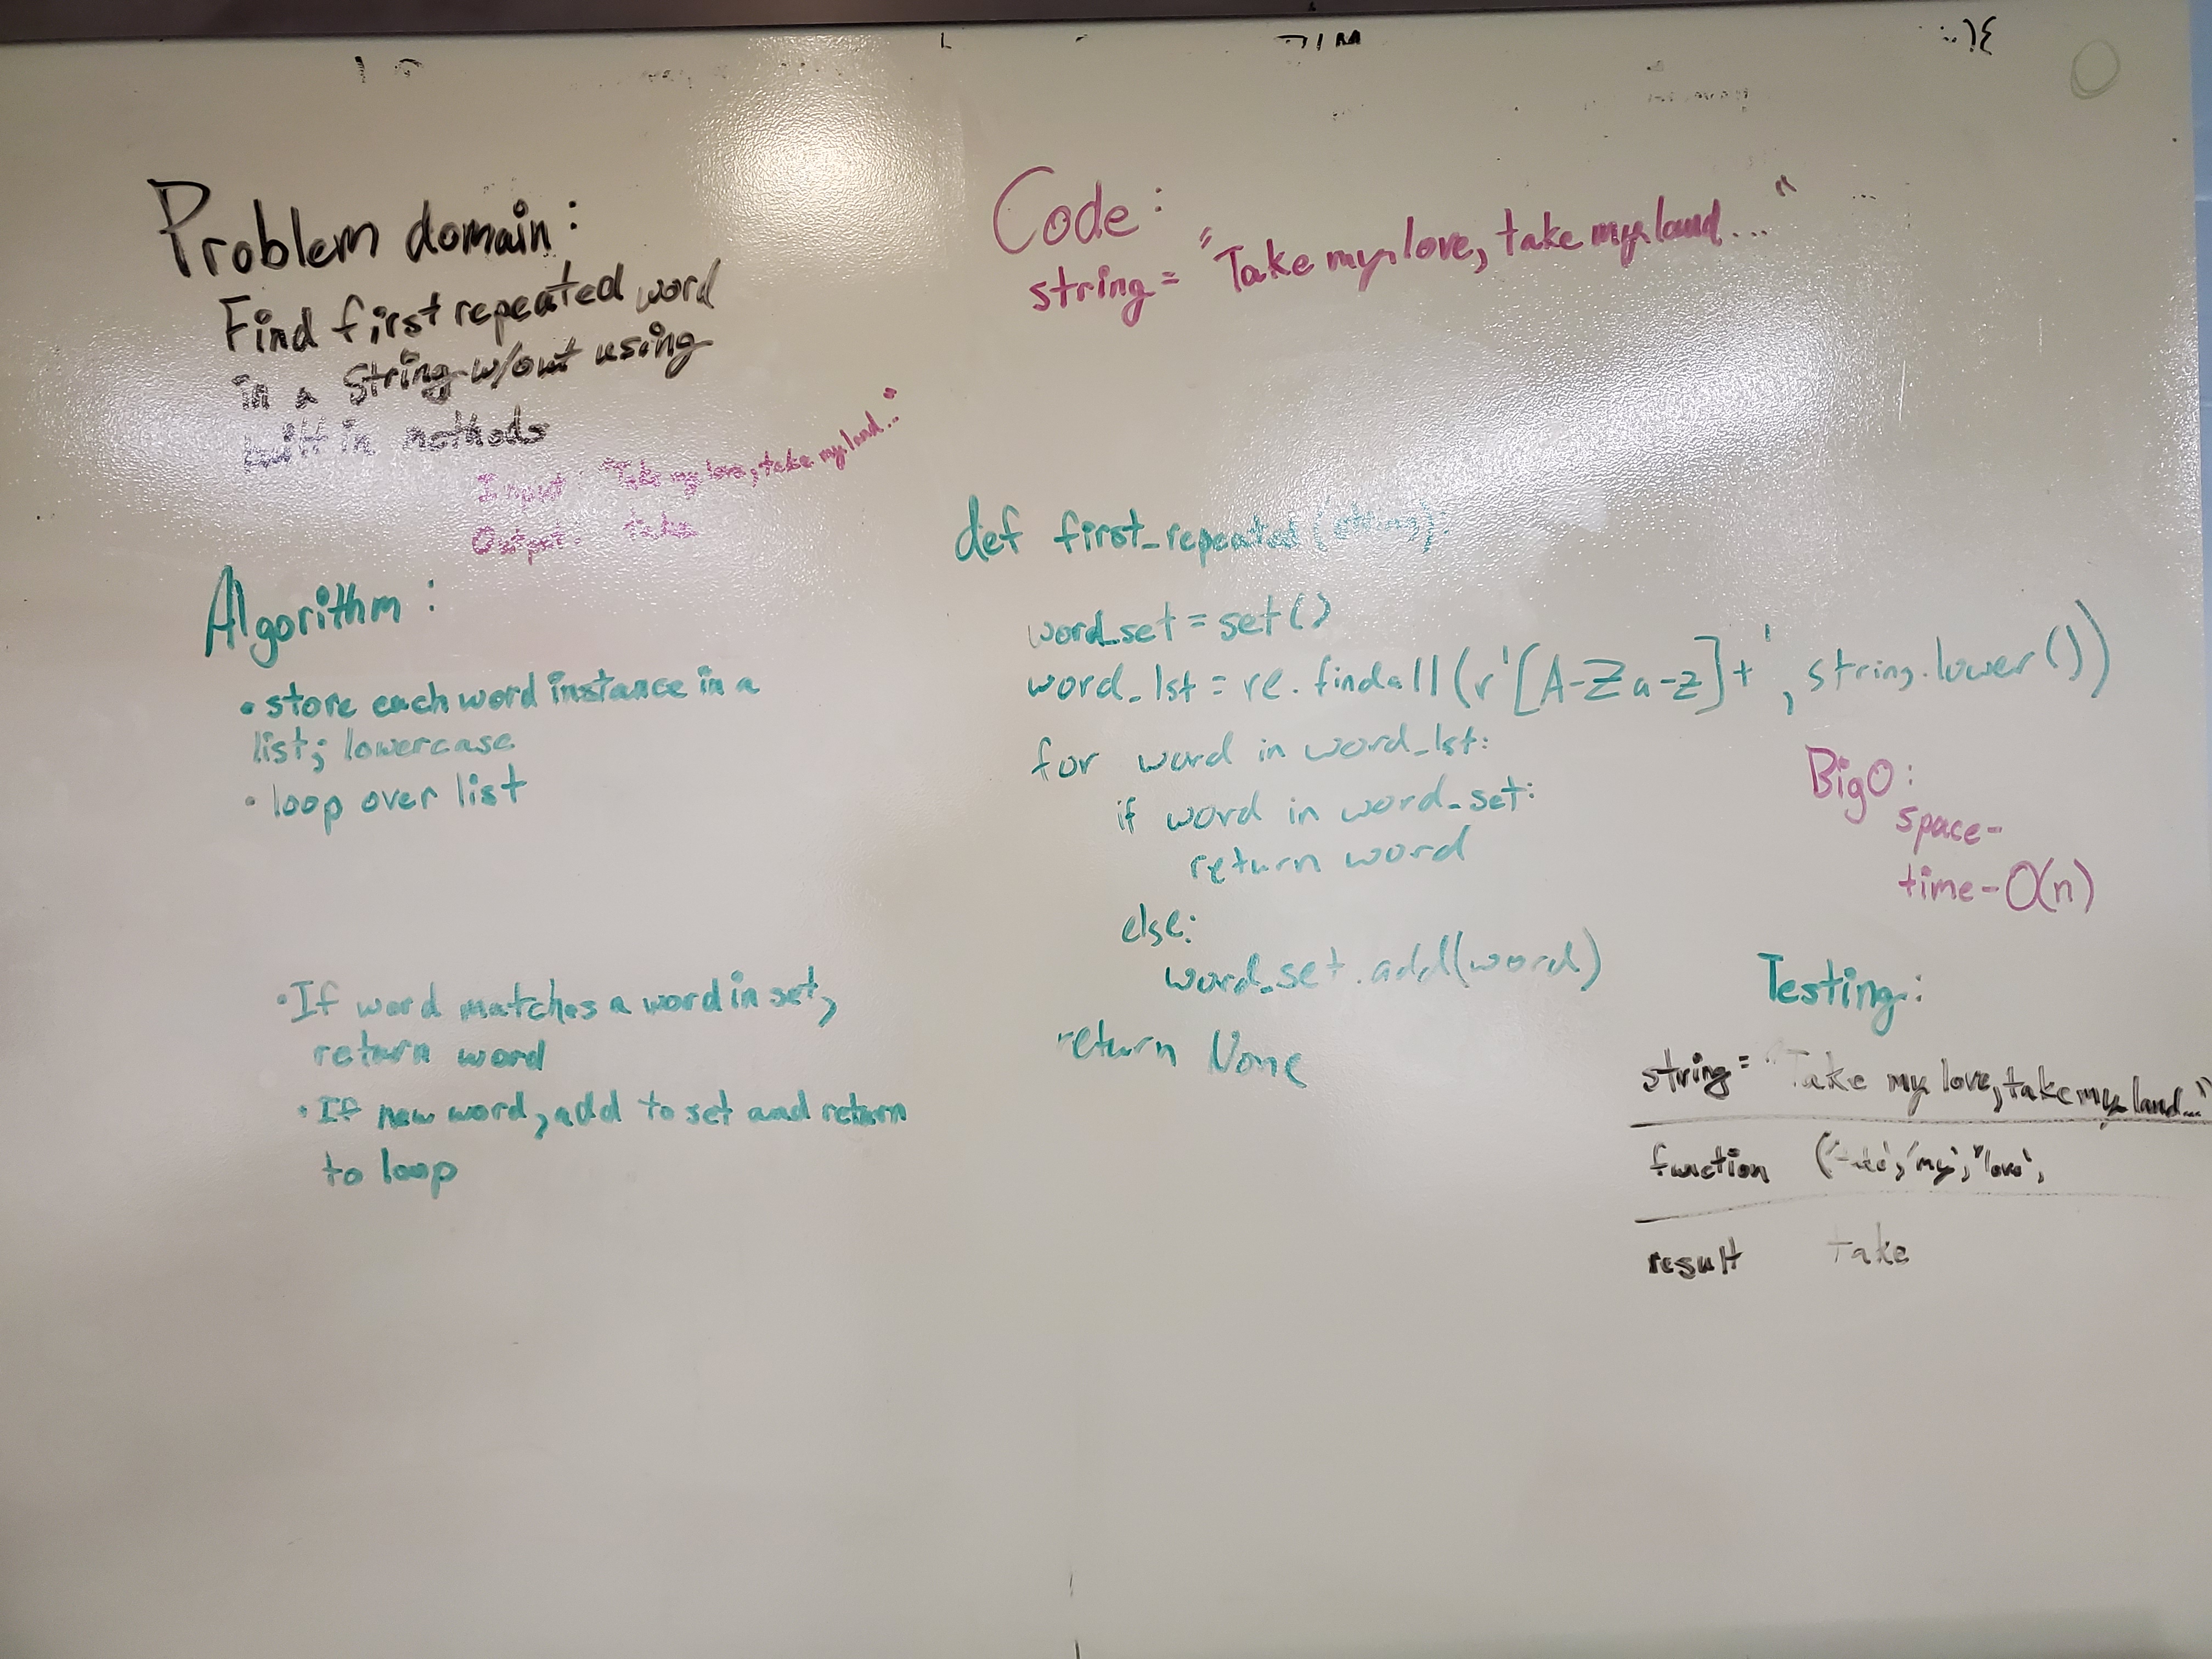 Problem domain:
Find first repeated word
in a String w/out using
built in methods
Input: "Take my love, take my land..."
Output: take
Algorithm:
• store each word instance in a
list; lowercase
• loop over list
• If word matches a word in set,
return word
• If new word, add to set and return
to loop
Code:
string = "Take my love, take my land..."
def first_repeated(string):
word_set = set()
word_lst = re.findall(r'[A-Za-z]+', string.lower())
for word in word_lst:
if word in word_set:
return word
else:
word_set.add(word)
return None
Big O:
space-
time-O(n)
Testing:
string = "Take my love, take my land..."
function ('take', 'my', 'love',
result take